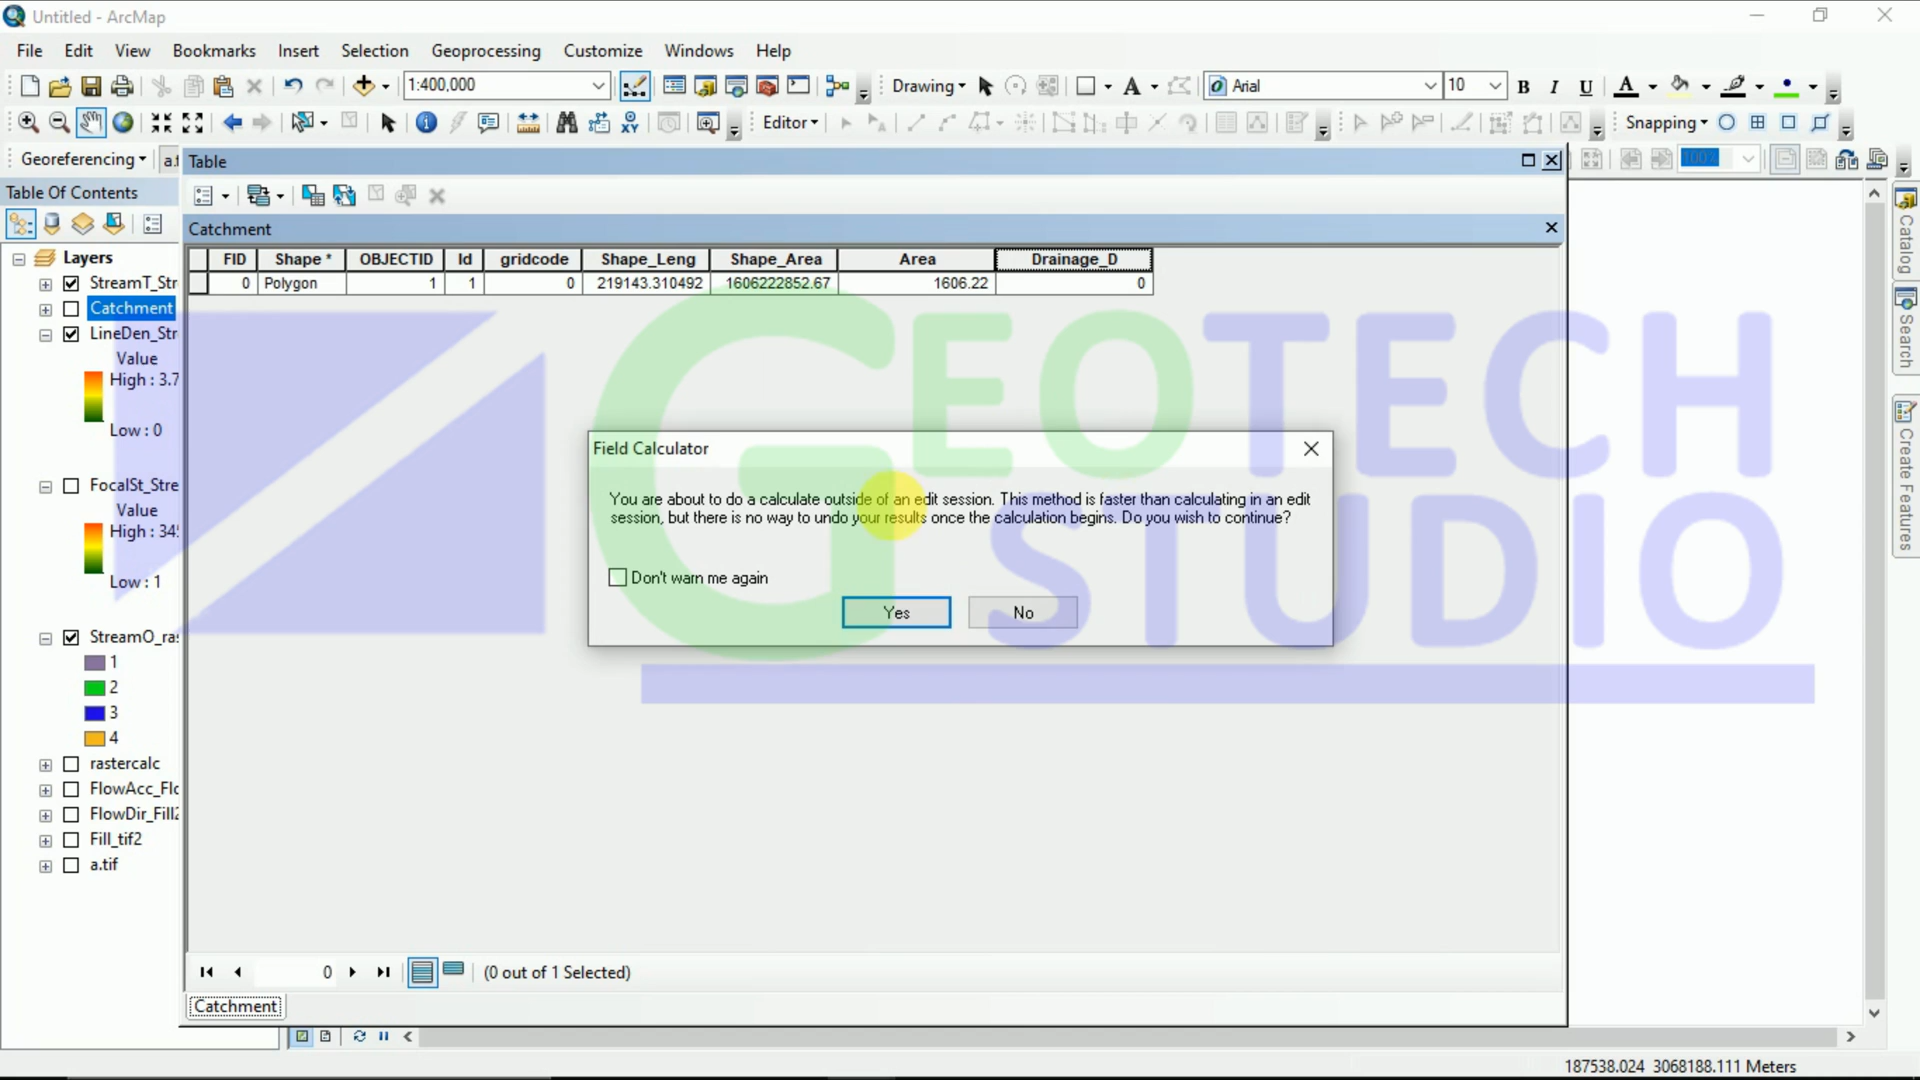 Untitled - ArcMap
File Edit View Bookmarks Insert Selection Geoprocessing Customize Windows Help
1:400,000 Drawing Arial 10 B I U A
Editor Snapping
Georeferencing Table 100%
Table Of Contents
Catchment
FID Shape * OBJECTID Id gridcode Shape_Leng Shape_Area Area Drainage_D
0 Polygon 1 1 0 219143.310492 1606222852.67 1606.22 0
Layers
StreamT_Str
Catchment
LineDen_Str
Value
High : 3.7
Low : 0
FocalSt_Stre
Value
High : 34
Low : 1
StreamO_ras
1
2
3
4
rastercalc
FlowAcc_Flo
FlowDir_Fill2
Fill_tif2
a.tif
GEOTECH
STUDIO
Field Calculator
You are about to do a calculate outside of an edit session. This method is faster than calculating in an edit
session, but there is no way to undo your results once the calculation begins. Do you wish to continue?
Don't warn me again
Yes No
Catalog
Search
Create Features
0 (0 out of 1 Selected)
Catchment
187538.024 3068188.111 Meters